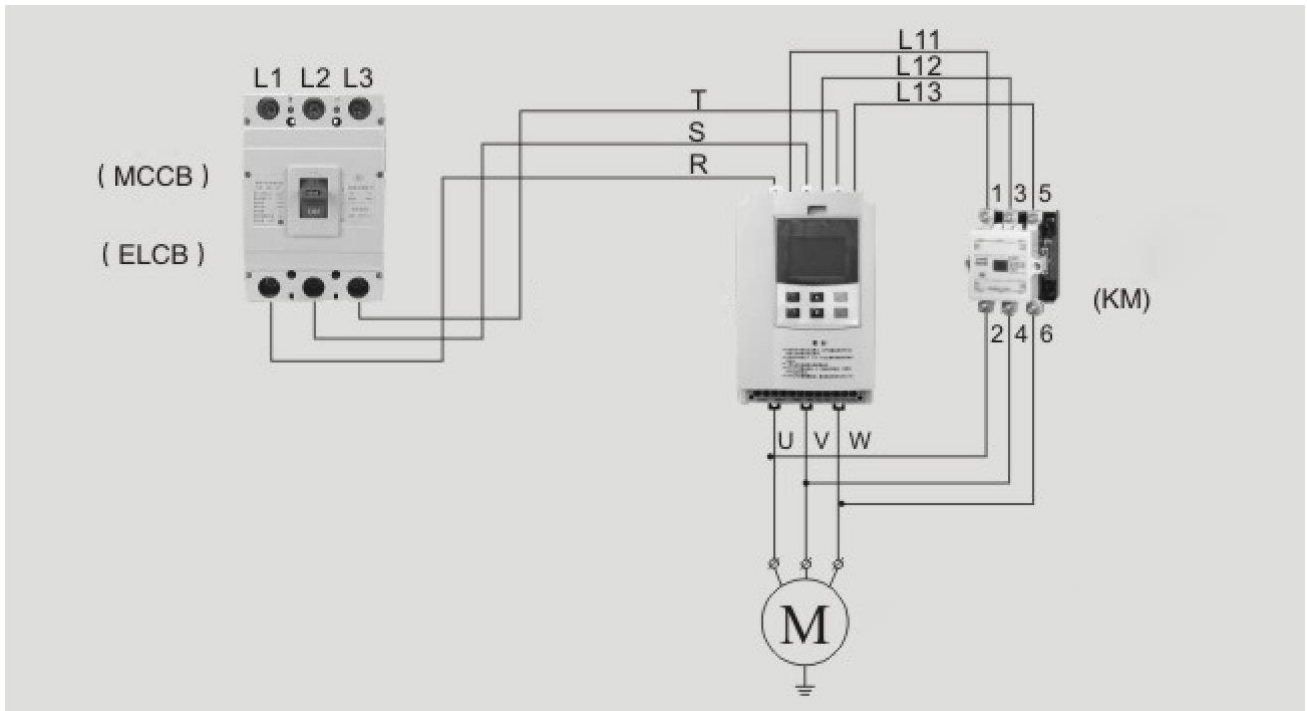 L11
L12
L13
L1 L2 L3
T
S
R
( MCCB )
( ELCB )
1 3 5
(KM)
2 4 6
U V W
M